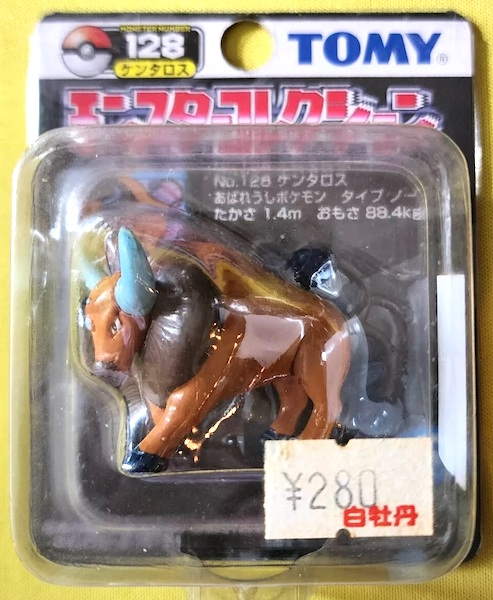 MONSTER NUMBER
128
ケンタロス
TOMY®
モンスターコレクション
No.128 ケンタロス
あばれうしポケモン タイプ ノー
たかさ 1.4m おもさ 88.4kg
¥280
白牡丹